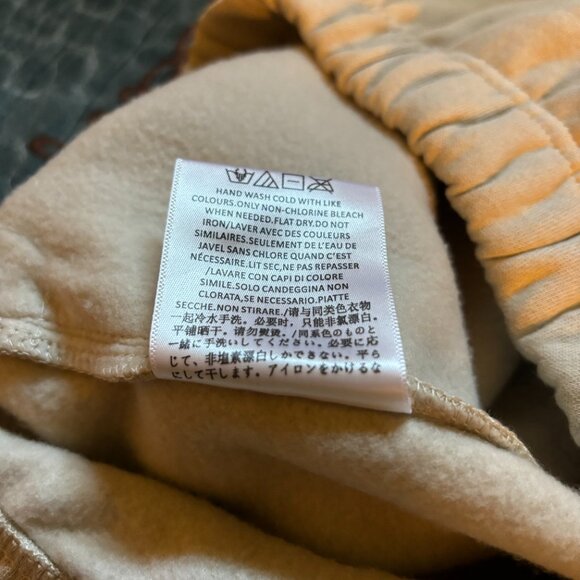 HAND WASH COLD WITH LIKE
COLOURS.ONLY NON-CHLORINE BLEACH
WHEN NEEDED.FLAT DRY.DO NOT
IRON/LAVER AVEC DES COULEURS
SIMILAIRES.SEULEMENT DE L'EAU DE
JAVEL SANS CHLORE QUAND C'EST
NÉCESSAIRE.LIT SEC,NE PAS REPASSER
/LAVARE CON CAPI DI COLORE
SIMILE.SOLO CANDEGGINA NON
CLORATA, SE NECESSARIO.PIATTE
SECCHE.NON STIRARE./请与同类色衣物
一起冷水手洗。必要时，只能非氯漂白。
平铺晒干。请勿熨烫。/同系色のものと
一緒に手洗いしてください。必要に応
じて、非塩素漂白しかできない。平ら
にして干します。アイロンをかけるな